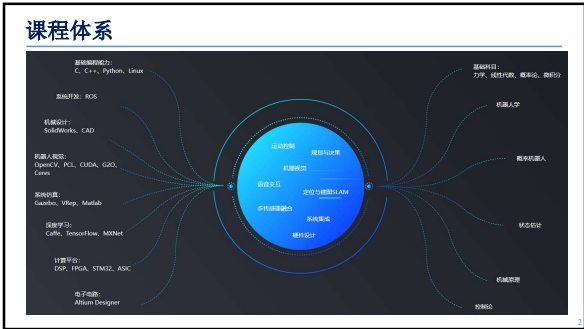 课程体系
基础编程能力：
C、C++、Python、Linux
系统开发：ROS
机械设计：
SolidWorks、CAD
机器人视觉：
OpenCV、PCL、CUDA、G2O、
Ceres
系统仿真：
Gazebo、VRep、Matlab
深度学习：
Caffe、TensorFlow、MXNet
计算平台：
DSP、FPGA、STM32、ASIC
电子电路：
Altium Designer
运动控制
规划与决策
机器视觉
语音交互
定位与建图SLAM
多传感器融合
系统集成
硬件设计
基础科目：
力学、线性代数、概率论、微积分
机器人学
概率机器人
状态估计
机械原理
控制论
2